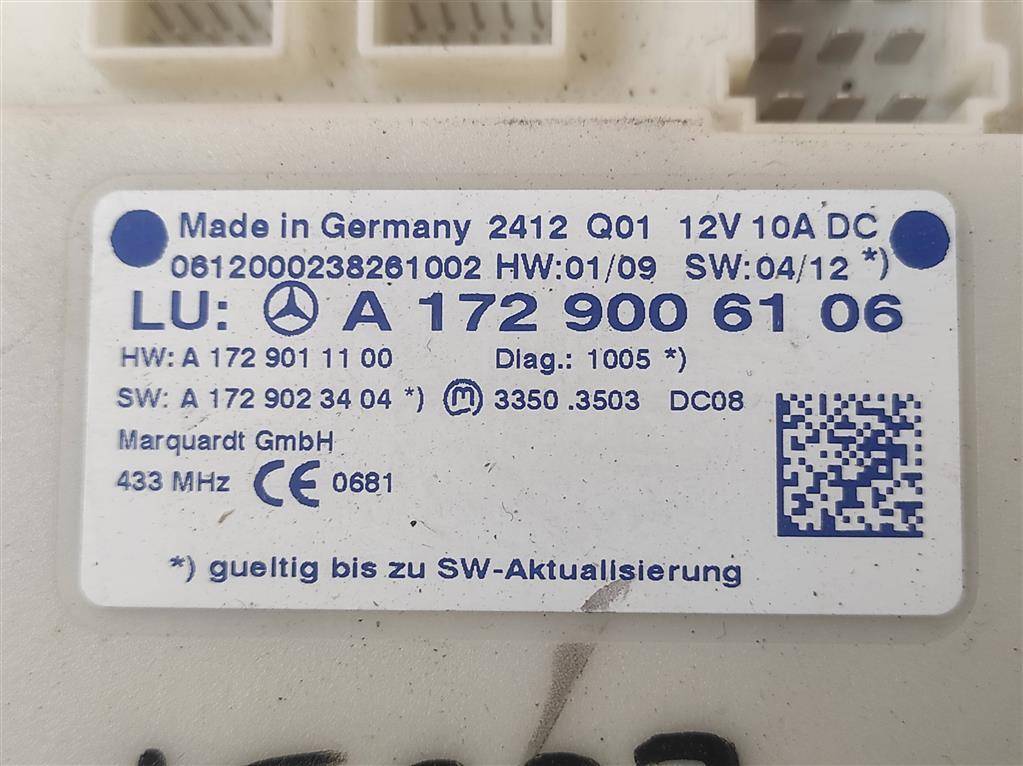 Made in Germany 2412 Q01 12V 10A DC
0612000238261002 HW:01/09 SW:04/12 *)
LU: A 172 900 61 06
HW: A 172 901 11 00 Diag.: 1005 *)
SW: A 172 902 34 04 *) m 3350 .3503 DC08
Marquardt GmbH
433 MHz CE 0681
*) gueltig bis zu SW-Aktualisierung